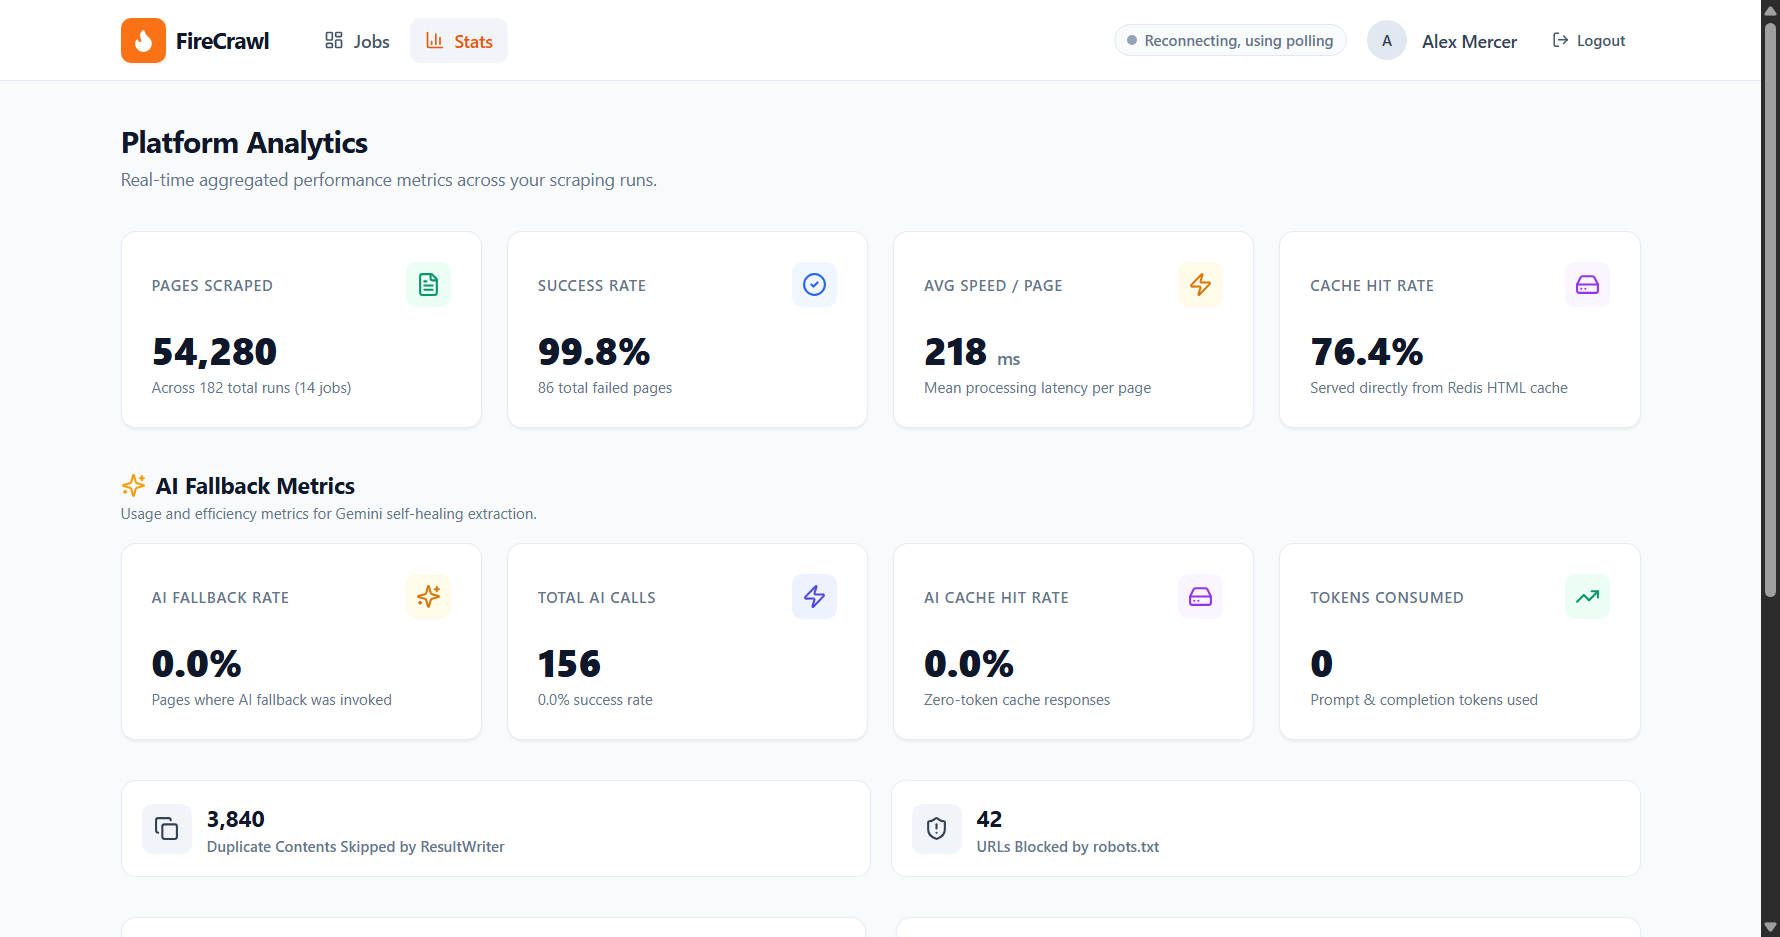 FireCrawl
Jobs
Stats
Reconnecting, using polling
A
Alex Mercer
Logout
Platform Analytics
Real-time aggregated performance metrics across your scraping runs.
PAGES SCRAPED
54,280
Across 182 total runs (14 jobs)
SUCCESS RATE
99.8%
86 total failed pages
AVG SPEED / PAGE
218 ms
Mean processing latency per page
CACHE HIT RATE
76.4%
Served directly from Redis HTML cache
AI Fallback Metrics
Usage and efficiency metrics for Gemini self-healing extraction.
AI FALLBACK RATE
0.0%
Pages where AI fallback was invoked
TOTAL AI CALLS
156
0.0% success rate
AI CACHE HIT RATE
0.0%
Zero-token cache responses
TOKENS CONSUMED
0
Prompt & completion tokens used
3,840
Duplicate Contents Skipped by ResultWriter
42
URLs Blocked by robots.txt